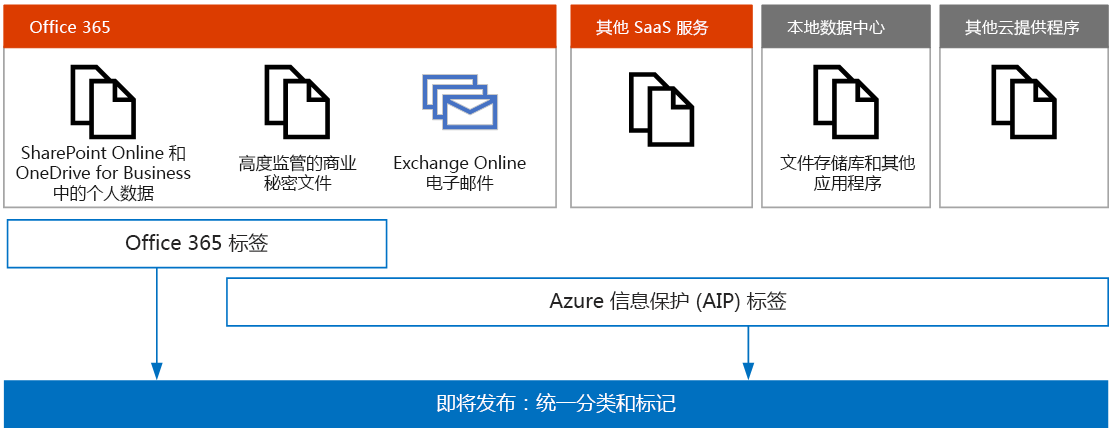 Office 365
其他 SaaS 服务
本地数据中心
其他云提供程序
SharePoint Online 和
OneDrive for Business
中的个人数据
高度监管的商业
秘密文件
Exchange Online
电子邮件
文件存储库和其他
应用程序
Office 365 标签
Azure 信息保护 (AIP) 标签
即将发布：统一分类和标记